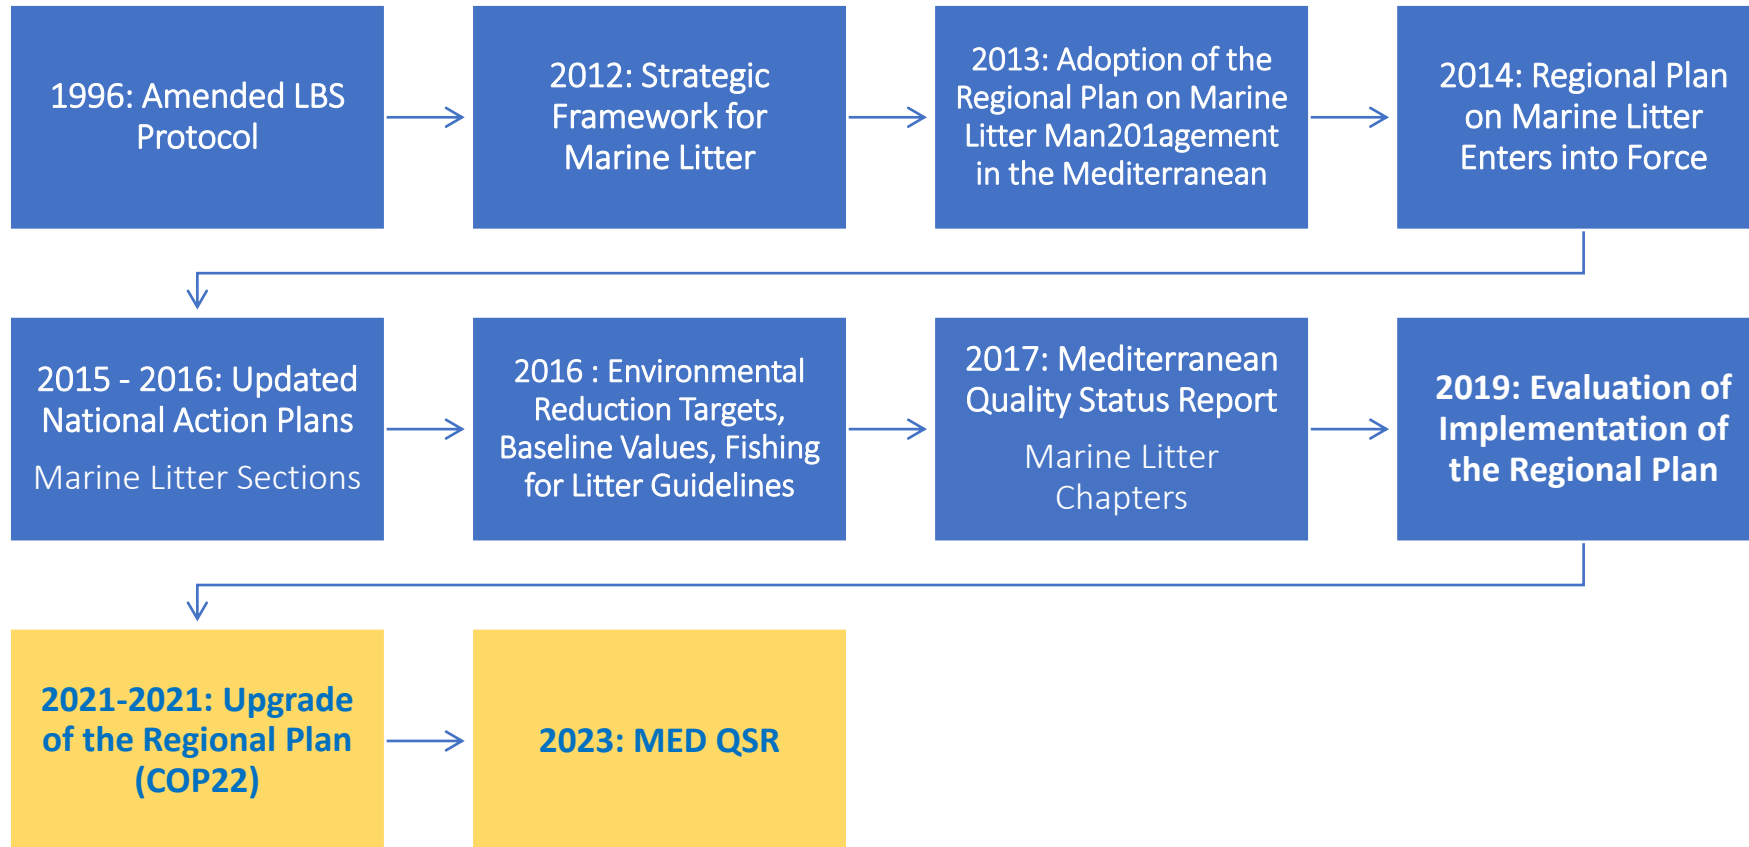 1996: Amended LBS
Protocol
2012: Strategic
Framework for
Marine Litter
2013: Adoption of the
Regional Plan on Marine
Litter Man201agement
in the Mediterranean
2014: Regional Plan
on Marine Litter
Enters into Force
2015 - 2016: Updated
National Action Plans
Marine Litter Sections
2016 : Environmental
Reduction Targets,
Baseline Values, Fishing
for Litter Guidelines
2017: Mediterranean
Quality Status Report
Marine Litter
Chapters
2019: Evaluation of
Implementation of
the Regional Plan
2021-2021: Upgrade
of the Regional Plan
(COP22)
2023: MED QSR